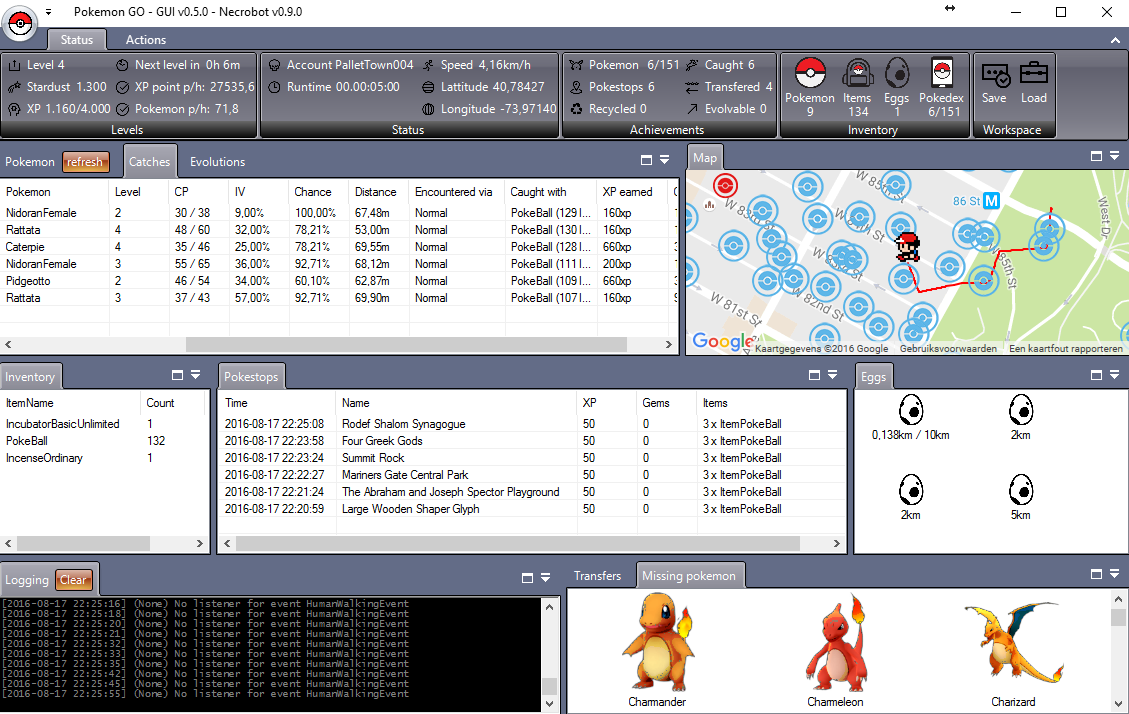 Pokemon GO - GUI v0.5.0 - Necrobot v0.9.0
Status Actions
Level 4 Next level in 0h 6m Account PalletTown004 Speed 4,16km/h Pokemon 6/151 Caught 6
Stardust 1.300 XP point p/h: 27535,6 Runtime 00.00:05:00 Lattitude 40,78427 Pokestops 6 Transfered 4
XP 1.160/4.000 Pokemon p/h: 71,8 Longitude -73,97140 Recycled 0 Evolvable 0
Pokemon Items Eggs Pokedex Save Load
9 134 1 6/151
Levels Status Achievements Inventory Workspace
Pokemon refresh Catches Evolutions
Pokemon Level CP IV Chance Distance Encountered via Caught with XP earned
NidoranFemale 2 30 / 38 9,00% 100,00% 67,48m Normal PokeBall (129 l... 160xp
Rattata 4 48 / 60 32,00% 78,21% 53,00m Normal PokeBall (130 l... 160xp
Caterpie 4 35 / 46 25,00% 78,21% 69,55m Normal PokeBall (128 l... 660xp
NidoranFemale 3 55 / 65 36,00% 92,71% 68,12m Normal PokeBall (111 l... 200xp
Pidgeotto 2 46 / 54 34,00% 60,10% 62,87m Normal PokeBall (109 l... 660xp
Rattata 3 37 / 43 57,00% 92,71% 69,90m Normal PokeBall (107 l... 160xp
Map
W 85th St
86 St M
W 83rd St
W 84th St
West Dr
W 85th St
W 83rd St
W 82nd St
W 81st St
Google Kaartgegevens ©2016 Google Gebruiksvoorwaarden Een kaartfout rapporteren
Inventory
ItemName Count
IncubatorBasicUnlimited 1
PokeBall 132
IncenseOrdinary 1
Pokestops
Time Name XP Gems Items
2016-08-17 22:25:08 Rodef Shalom Synagogue 50 0 3 x ItemPokeBall
2016-08-17 22:23:58 Four Greek Gods 50 0 3 x ItemPokeBall
2016-08-17 22:23:24 Summit Rock 50 0 3 x ItemPokeBall
2016-08-17 22:22:27 Mariners Gate Central Park 50 0 3 x ItemPokeBall
2016-08-17 22:21:24 The Abraham and Joseph Spector Playground 50 0 3 x ItemPokeBall
2016-08-17 22:20:59 Large Wooden Shaper Glyph 50 0 3 x ItemPokeBall
Eggs
0,138km / 10km 2km
2km 5km
Logging Clear
[2016-08-17 22:25:16] (None) No listener for event HumanWalkingEvent
[2016-08-17 22:25:18] (None) No listener for event HumanWalkingEvent
[2016-08-17 22:25:20] (None) No listener for event HumanWalkingEvent
[2016-08-17 22:25:21] (None) No listener for event HumanWalkingEvent
[2016-08-17 22:25:32] (None) No listener for event HumanWalkingEvent
[2016-08-17 22:25:33] (None) No listener for event HumanWalkingEvent
[2016-08-17 22:25:35] (None) No listener for event HumanWalkingEvent
[2016-08-17 22:25:42] (None) No listener for event HumanWalkingEvent
[2016-08-17 22:25:45] (None) No listener for event HumanWalkingEvent
[2016-08-17 22:25:55] (None) No listener for event HumanWalkingEvent
Transfers Missing pokemon
Charmander Charmeleon Charizard